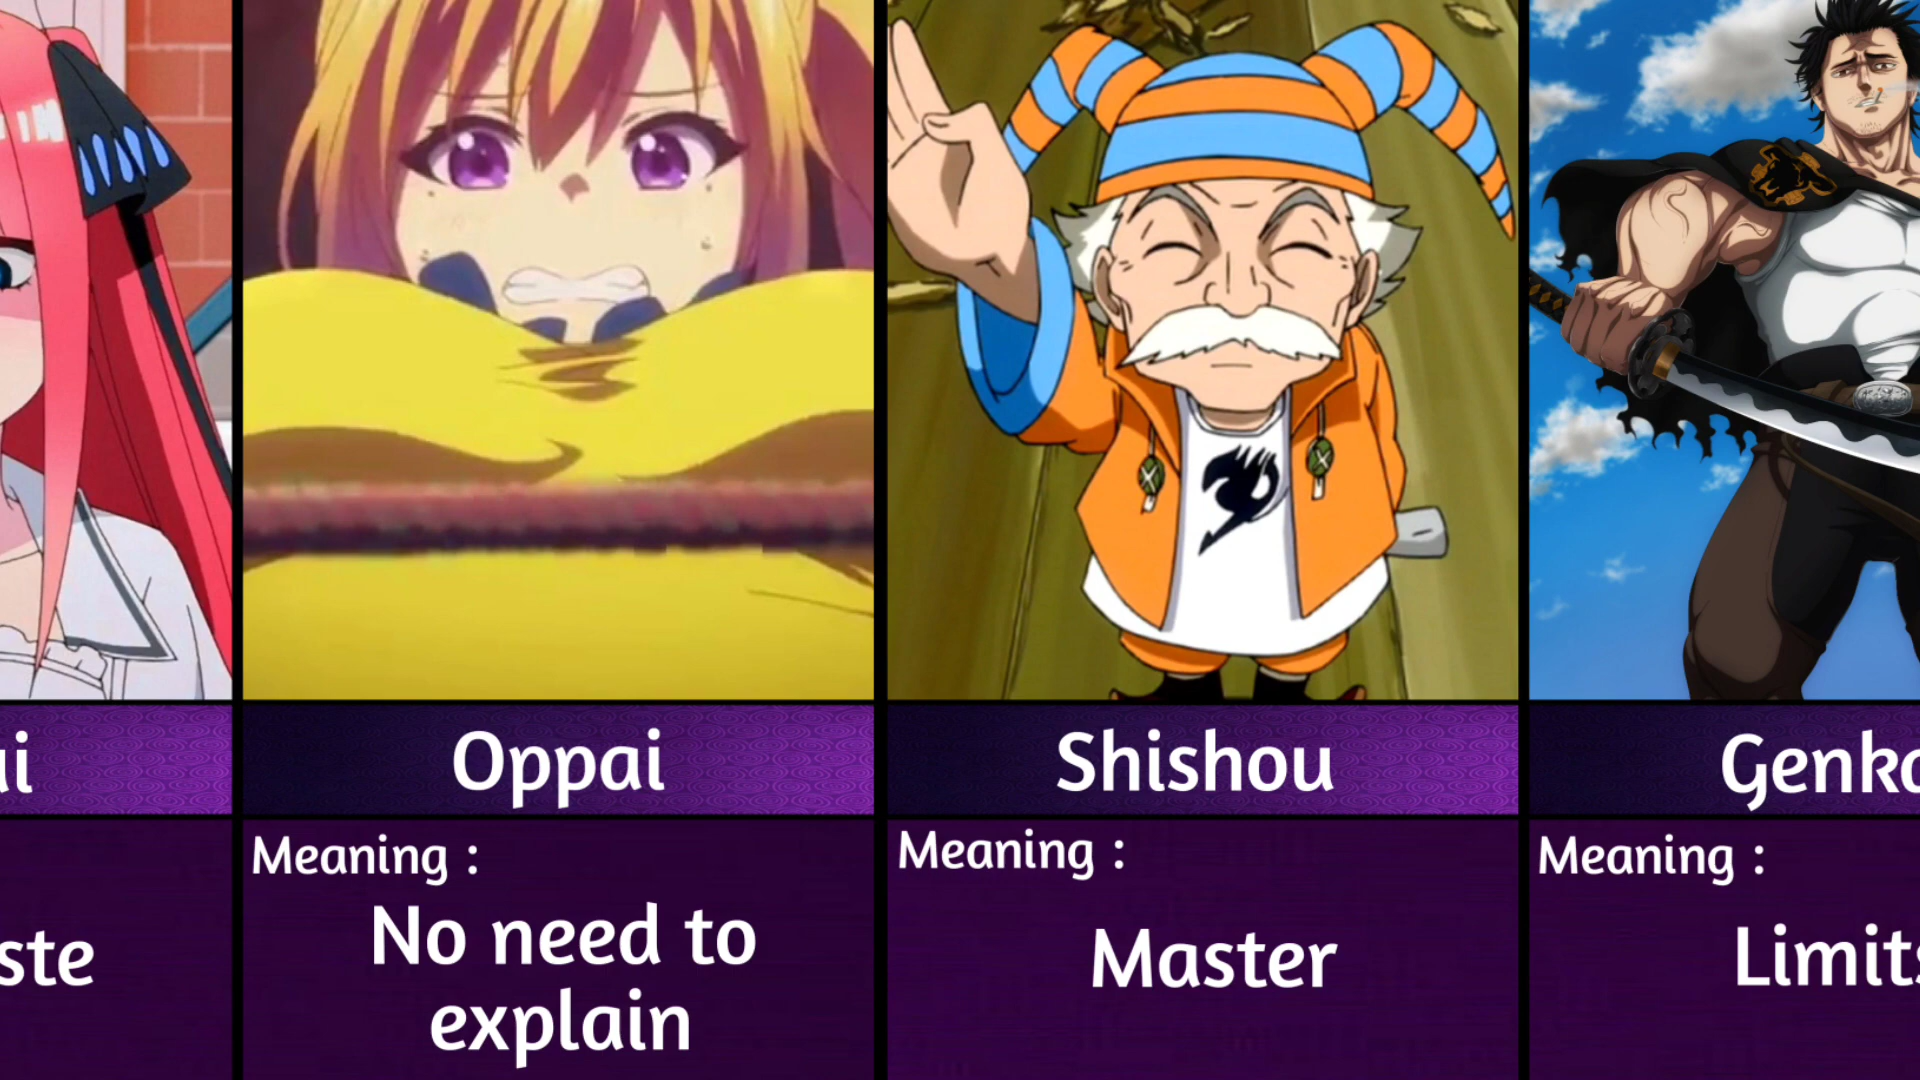 Oppai
Shishou
Meaning :
Meaning :
Meaning :
No need to
explain
Master